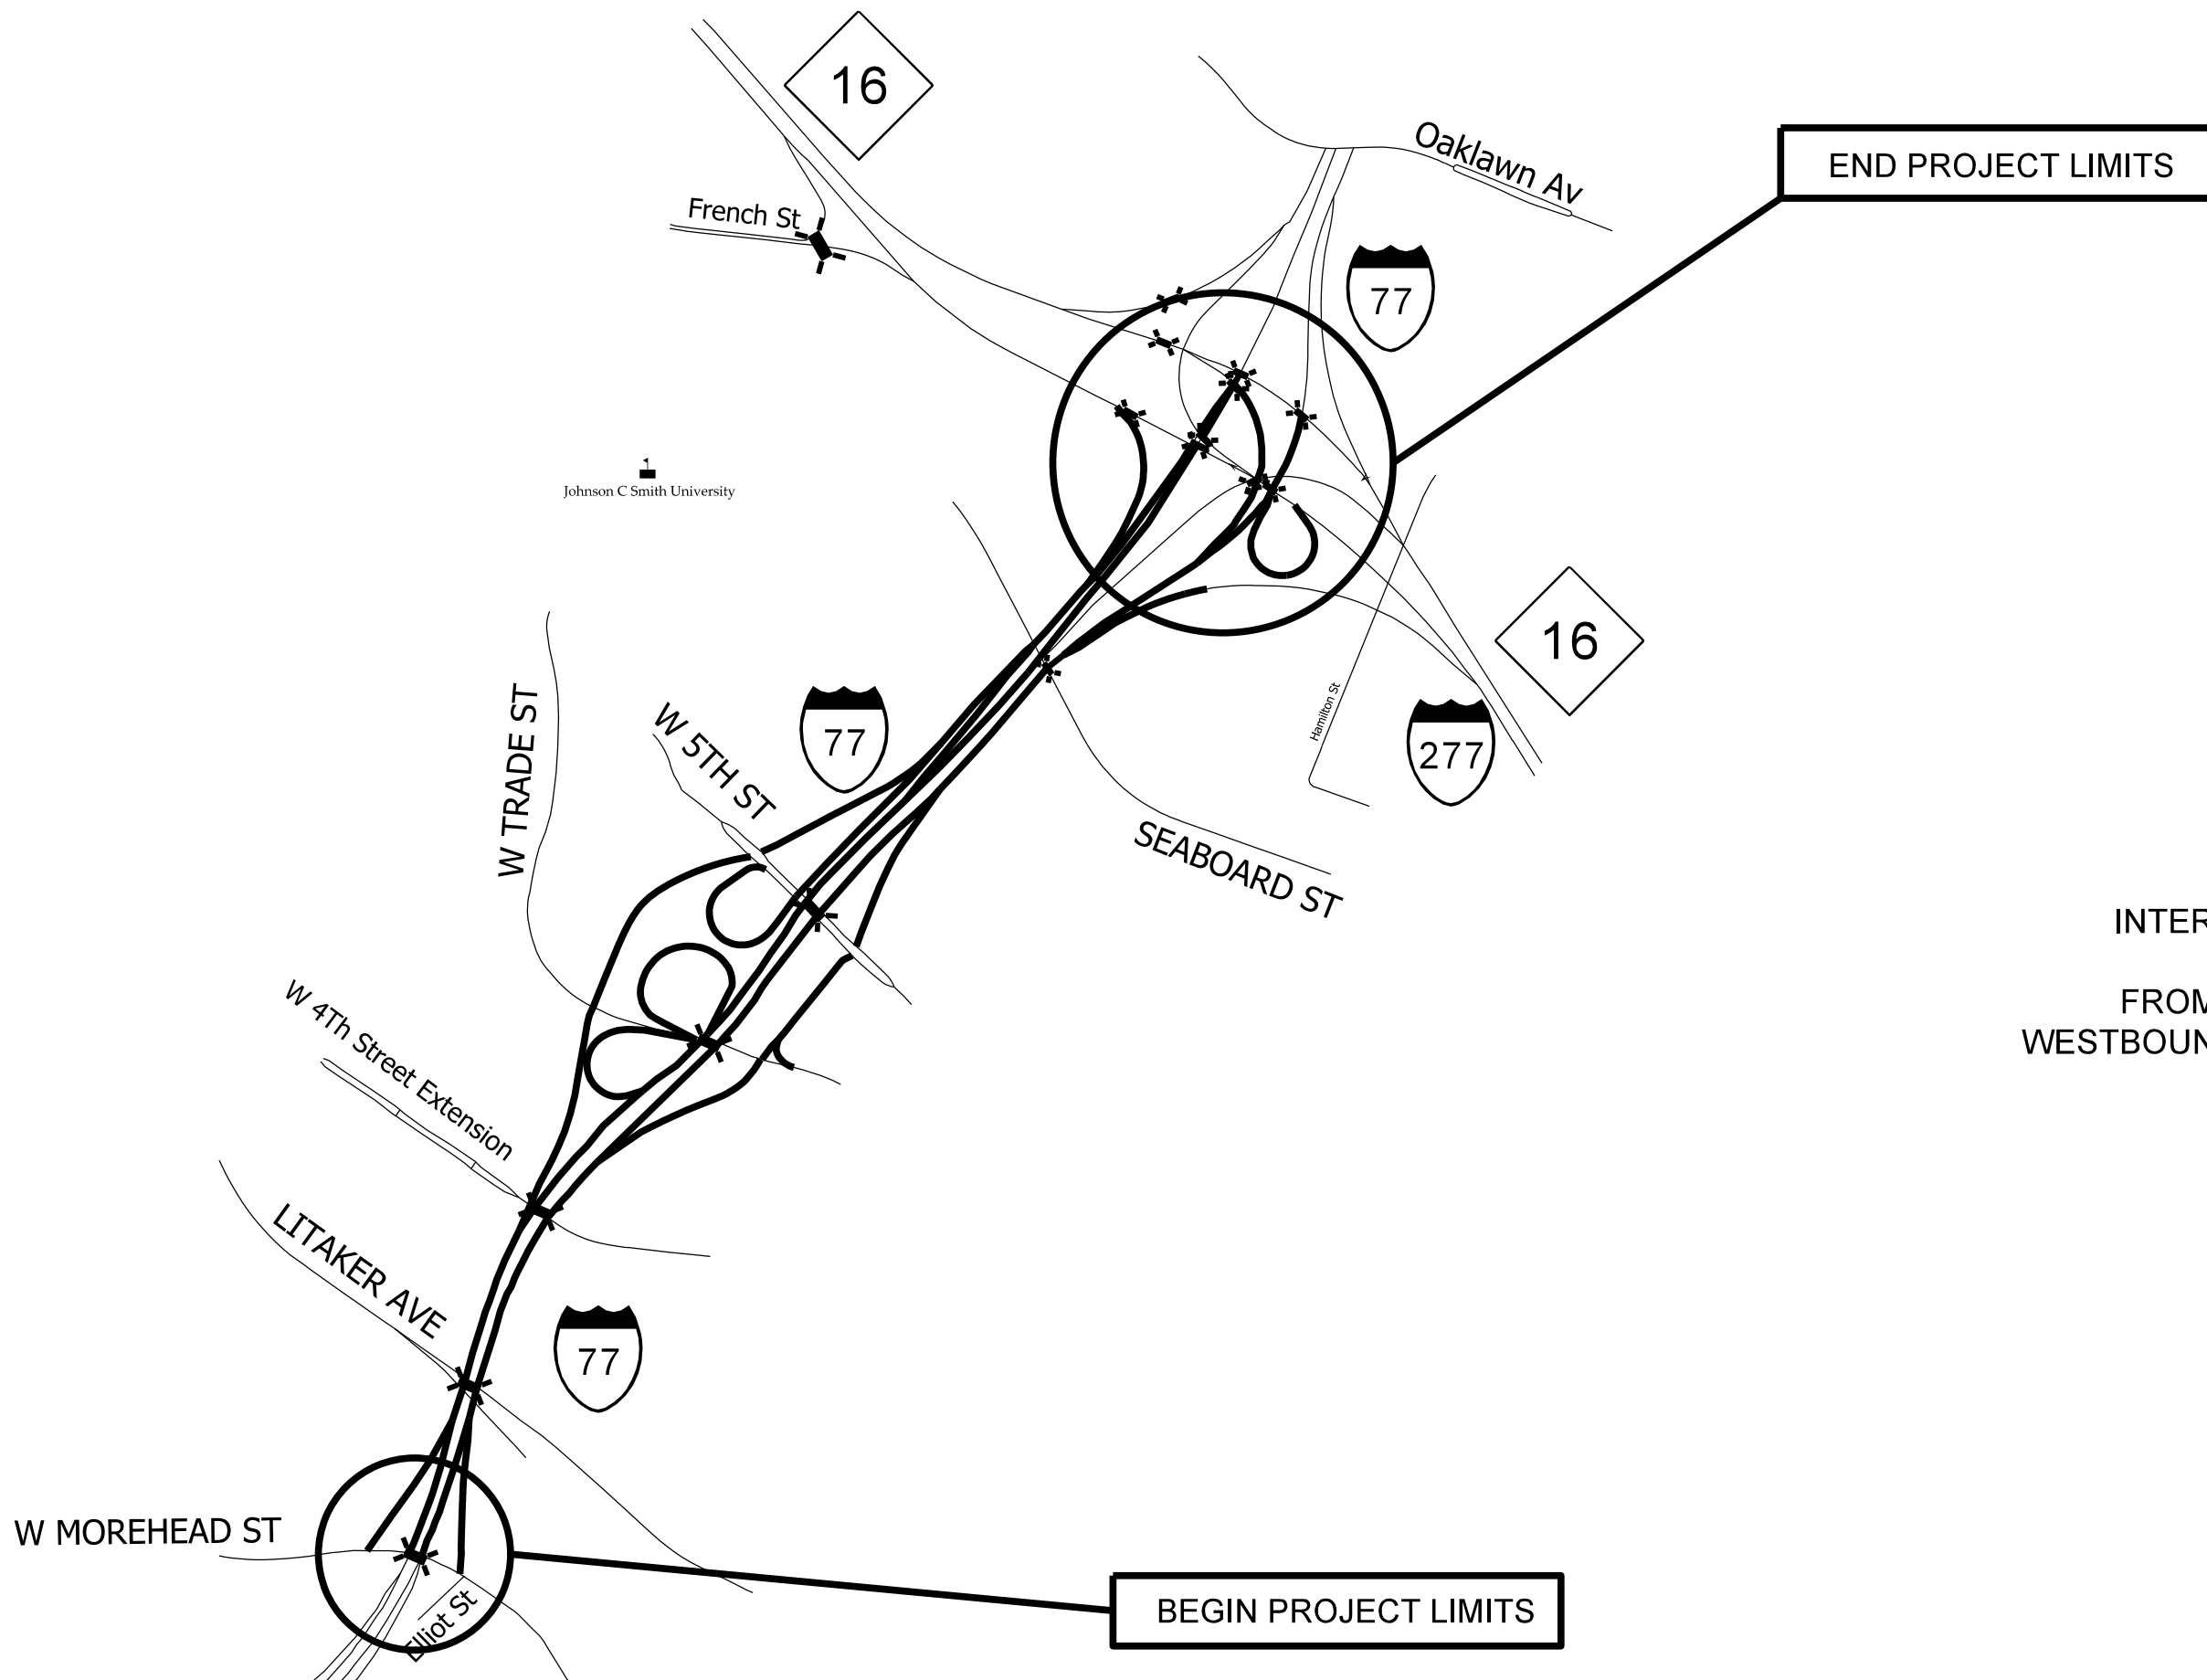 16
Oaklawn Av
END PROJECT LIMITS
French St
77
Johnson C Smith University
16
W TRADE ST
W 5TH ST
77
Hamilton St
277
SEABOARD ST
INTER
FROM
WESTBOUN
W 4Th Street Extension
LITAKER AVE
77
W MOREHEAD ST
Elliot St
BEGIN PROJECT LIMITS